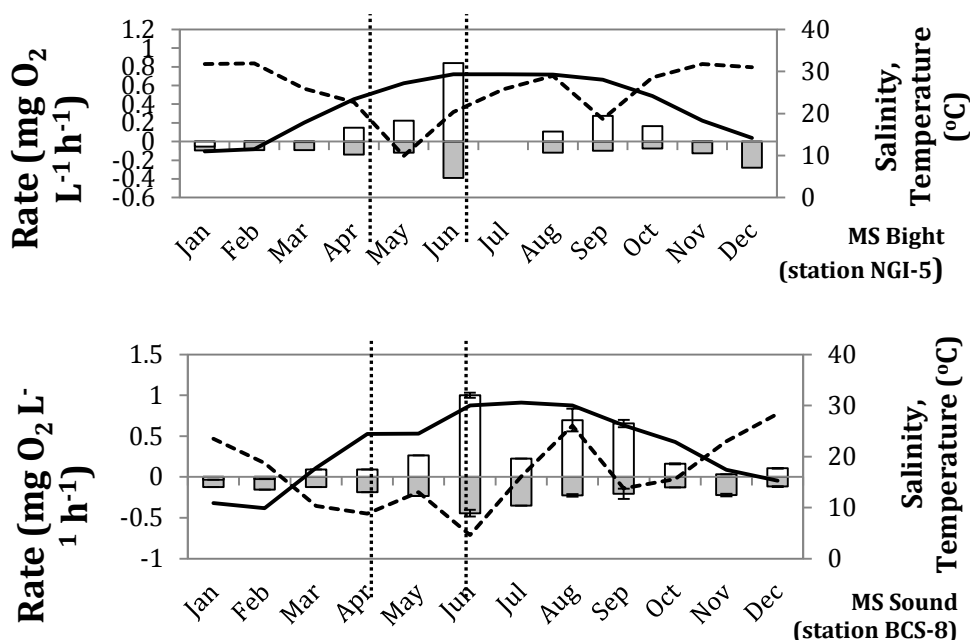 Rate (mg O2
L-1 h-1)
1.2
1
0.8
0.6
0.4
0.2
0
-0.2
-0.4
-0.6
40
30
20
10
0
Salinity,
Temperature
(oC)
Jan Feb Mar Apr May Jun Jul Aug Sep Oct Nov Dec
MS Bight
(station NGI-5)
Rate (mg O2 L-
1 h-1)
1.5
1
0.5
0
-0.5
-1
40
30
20
10
0
Salinity,
Temperature (oC)
Jan Feb Mar Apr May Jun Jul Aug Sep Oct Nov Dec
MS Sound
(station BCS-8)